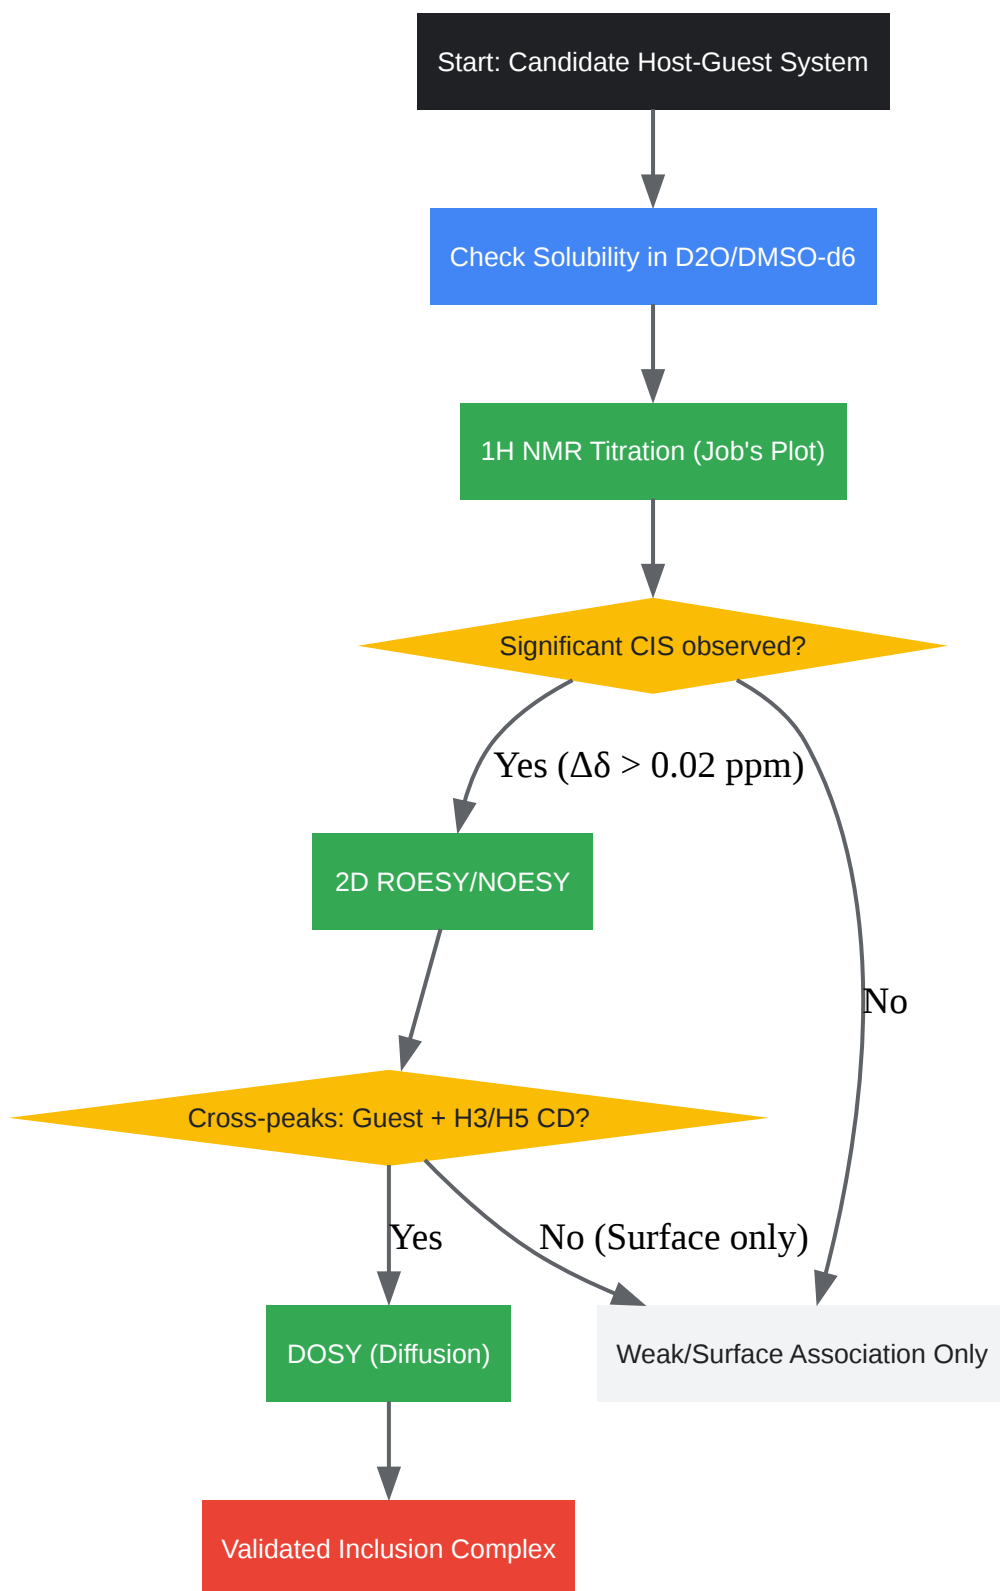 Start: Candidate Host-Guest System
Check Solubility in D2O/DMSO-d6
1H NMR Titration (Job's Plot)
Significant CIS observed?
Yes (Δδ > 0.02 ppm)
2D ROESY/NOESY
No
Cross-peaks: Guest + H3/H5 CD?
Yes
No (Surface only)
DOSY (Diffusion)
Weak/Surface Association Only
Validated Inclusion Complex